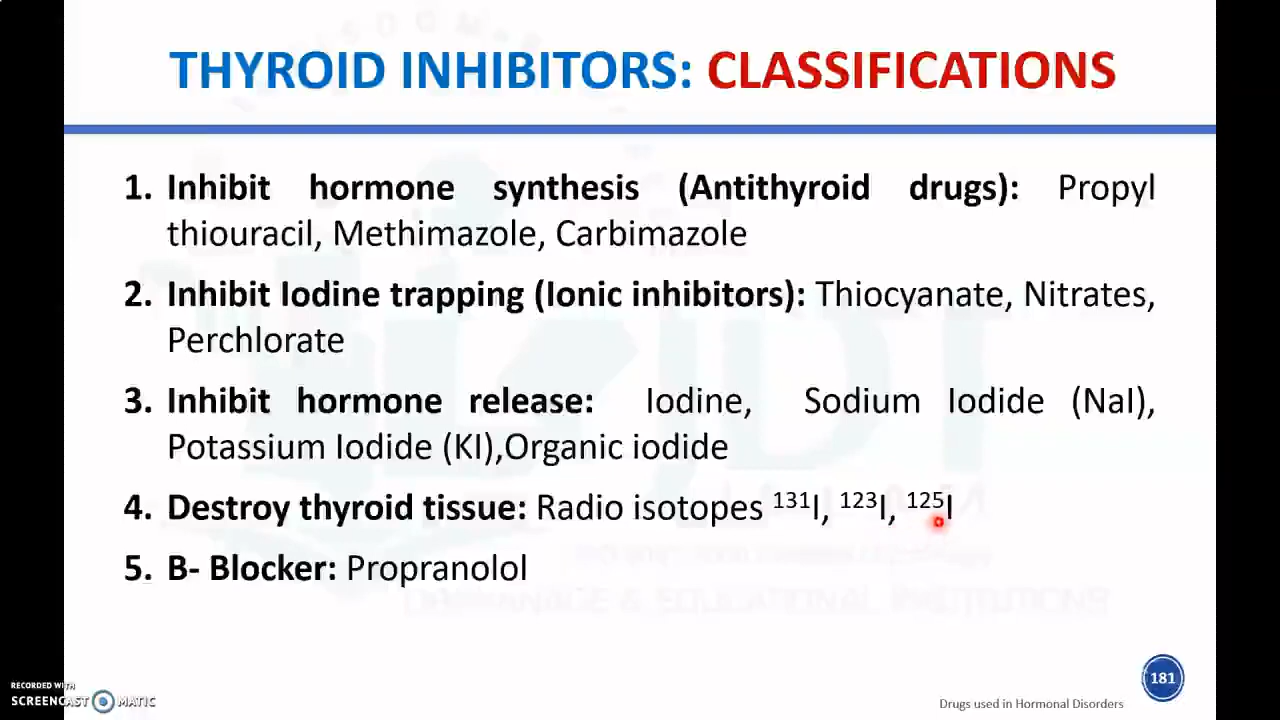 THYROID INHIBITORS: CLASSIFICATIONS
1. Inhibit hormone synthesis (Antithyroid drugs): Propyl
thiouracil, Methimazole, Carbimazole
2. Inhibit Iodine trapping (Ionic inhibitors): Thiocyanate, Nitrates,
Perchlorate
3. Inhibit hormone release: Iodine, Sodium Iodide (NaI),
Potassium Iodide (KI),Organic iodide
4. Destroy thyroid tissue: Radio isotopes ¹³¹I, ¹²³I, ¹²⁵I
5. B- Blocker: Propranolol
& EDUCATIONAL INSTITUTIONS
181
Drugs used in Hormonal Disorders
RECORDED WITH
SCREENCAST MATIC